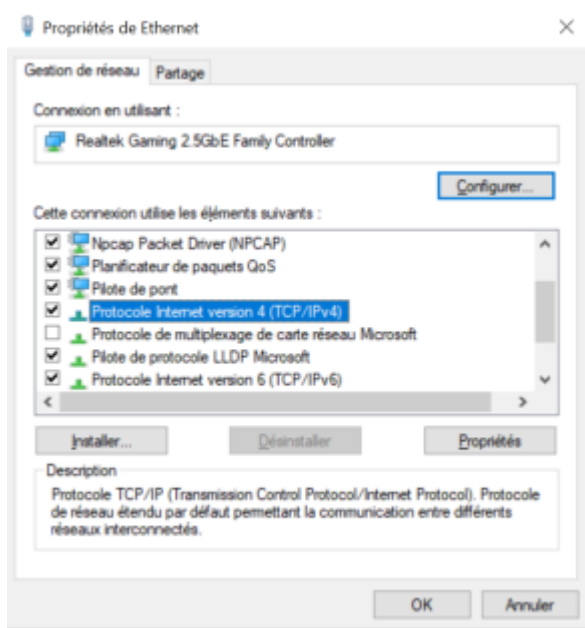 Propriétés de Ethernet
Gestion de réseau
Partage
Connexion en utilisant :
Realtek Gaming 2.5GbE Family Controller
Configurer...
Cette connexion utilise les éléments suivants :
Npcap Packet Driver (NPCAP)
Planificateur de paquets QoS
Pilote de pont
Protocole Internet version 4 (TCP/IPv4)
Protocole de multiplexage de carte réseau Microsoft
Pilote de protocole LLDP Microsoft
Protocole Internet version 6 (TCP/IPv6)
Installer...
Désinstaller
Propriétés
Description
Protocole TCP/IP (Transmission Control Protocol/Internet Protocol). Protocole
de réseau étendu par défaut permettant la communication entre différents
réseaux interconnectés.
OK
Annuler